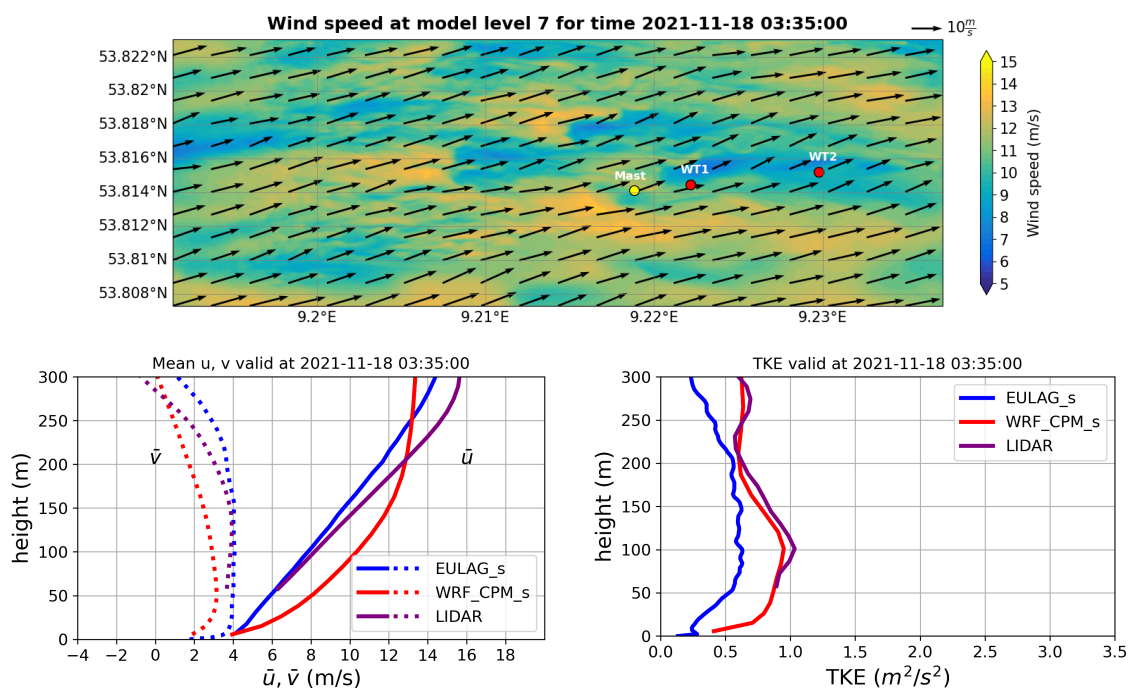 Wind speed at model level 7 for time 2021-11-18 03:35:00
10 m/s
53.822°N
53.82°N
53.818°N
53.816°N
53.814°N
53.812°N
53.81°N
53.808°N
Mast
WT1
WT2
9.2°E
9.21°E
9.22°E
9.23°E
15
14
13
12
11
10
9
8
7
6
5
Wind speed (m/s)
Mean u, v valid at 2021-11-18 03:35:00
300
250
200
150
100
50
0
height (m)
v̄
ū
EULAG_s
WRF_CPM_s
LIDAR
−4
−2
0
2
4
6
8
10
12
14
16
18
ū, v̄ (m/s)
TKE valid at 2021-11-18 03:35:00
300
250
200
150
100
50
0
height (m)
EULAG_s
WRF_CPM_s
LIDAR
0.0
0.5
1.0
1.5
2.0
2.5
3.0
3.5
TKE (m²/s²)